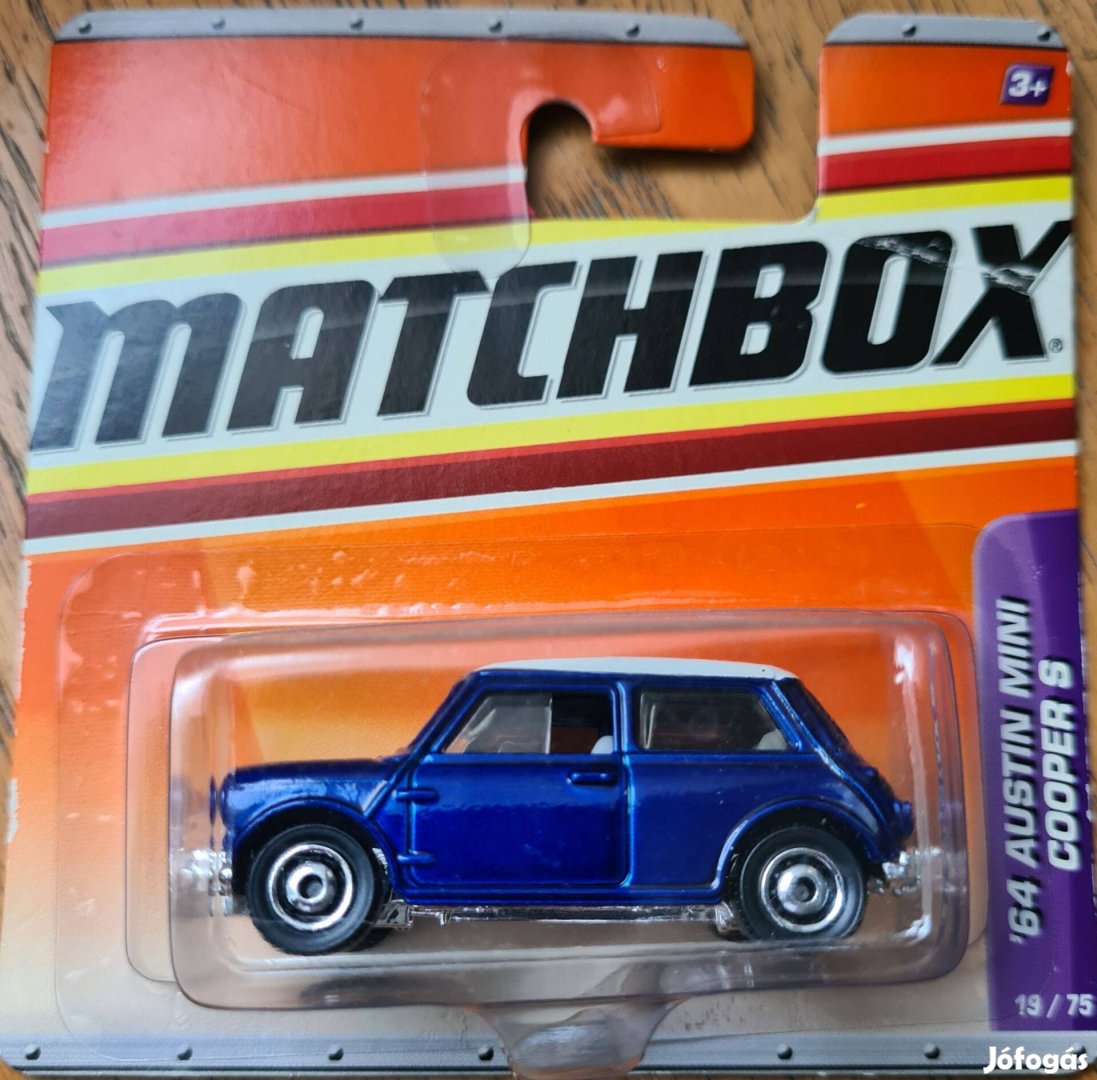 3+
MATCHBOX®
'64 AUSTIN MINI
COOPER S
19 / 75
Jófogás